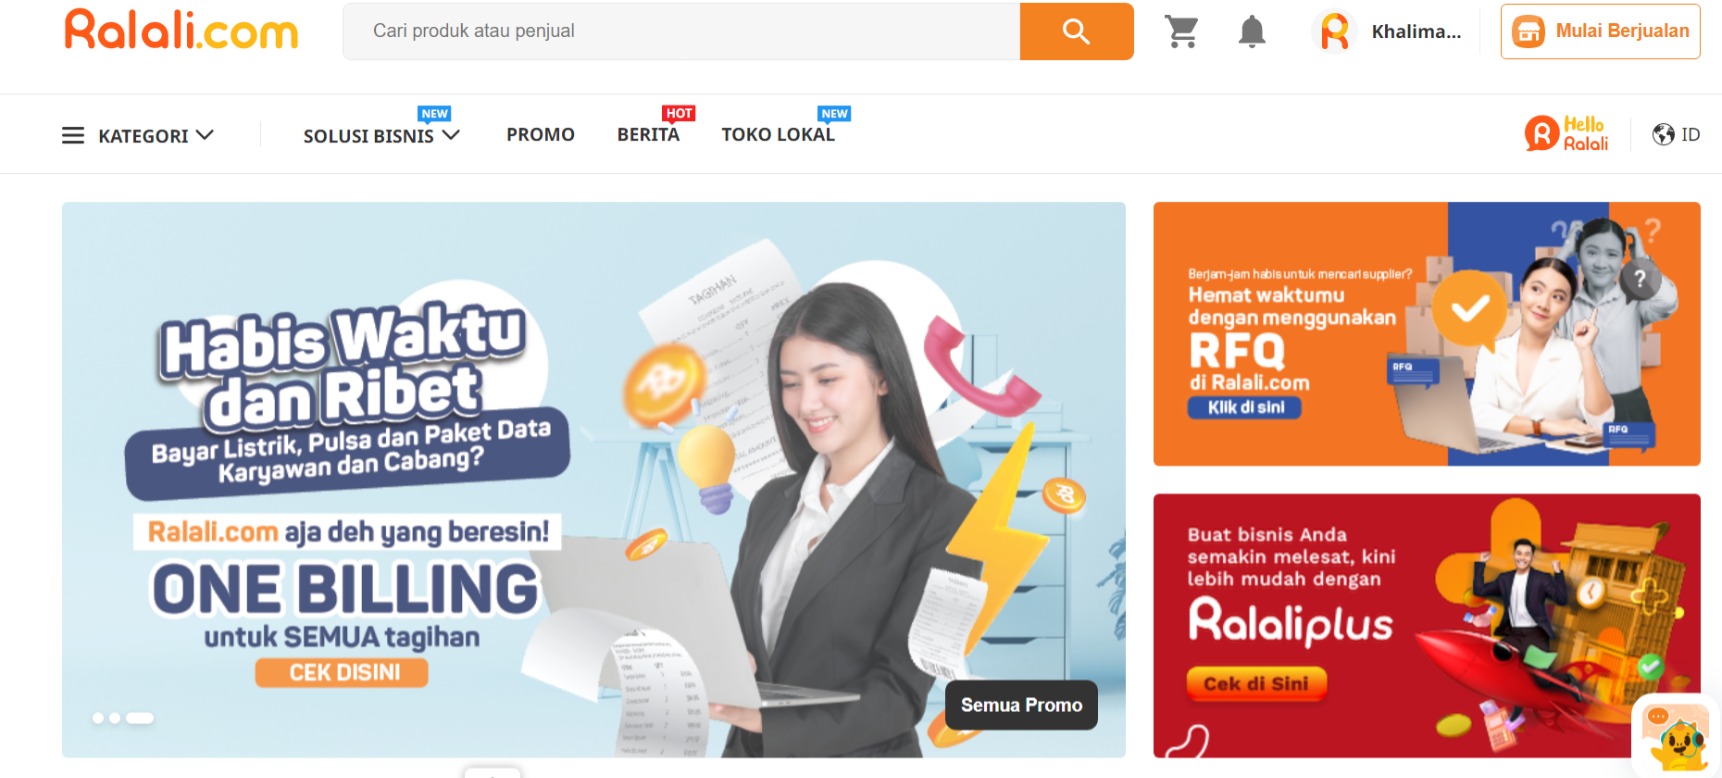 Ralali.com
Cari produk atau penjual
Khalima...
Mulai Berjualan
KATEGORI
SOLUSI BISNIS
NEW
PROMO
BERITA
HOT
TOKO LOKAL
NEW
Hello
Ralali
ID
Habis Waktu
dan Ribet
Bayar Listrik, Pulsa dan Paket Data
Karyawan dan Cabang?
Ralali.com aja deh yang beresin!
ONE BILLING
untuk SEMUA tagihan
CEK DISINI
TAGIHAN
Semua Promo
Berjam-jam habis untuk mencari supplier?
Hemat waktumu
dengan menggunakan
RFQ
di Ralali.com
Klik di sini
RFQ
RFQ
Buat bisnis Anda
semakin melesat, kini
lebih mudah dengan
Ralaliplus
Cek di Sini